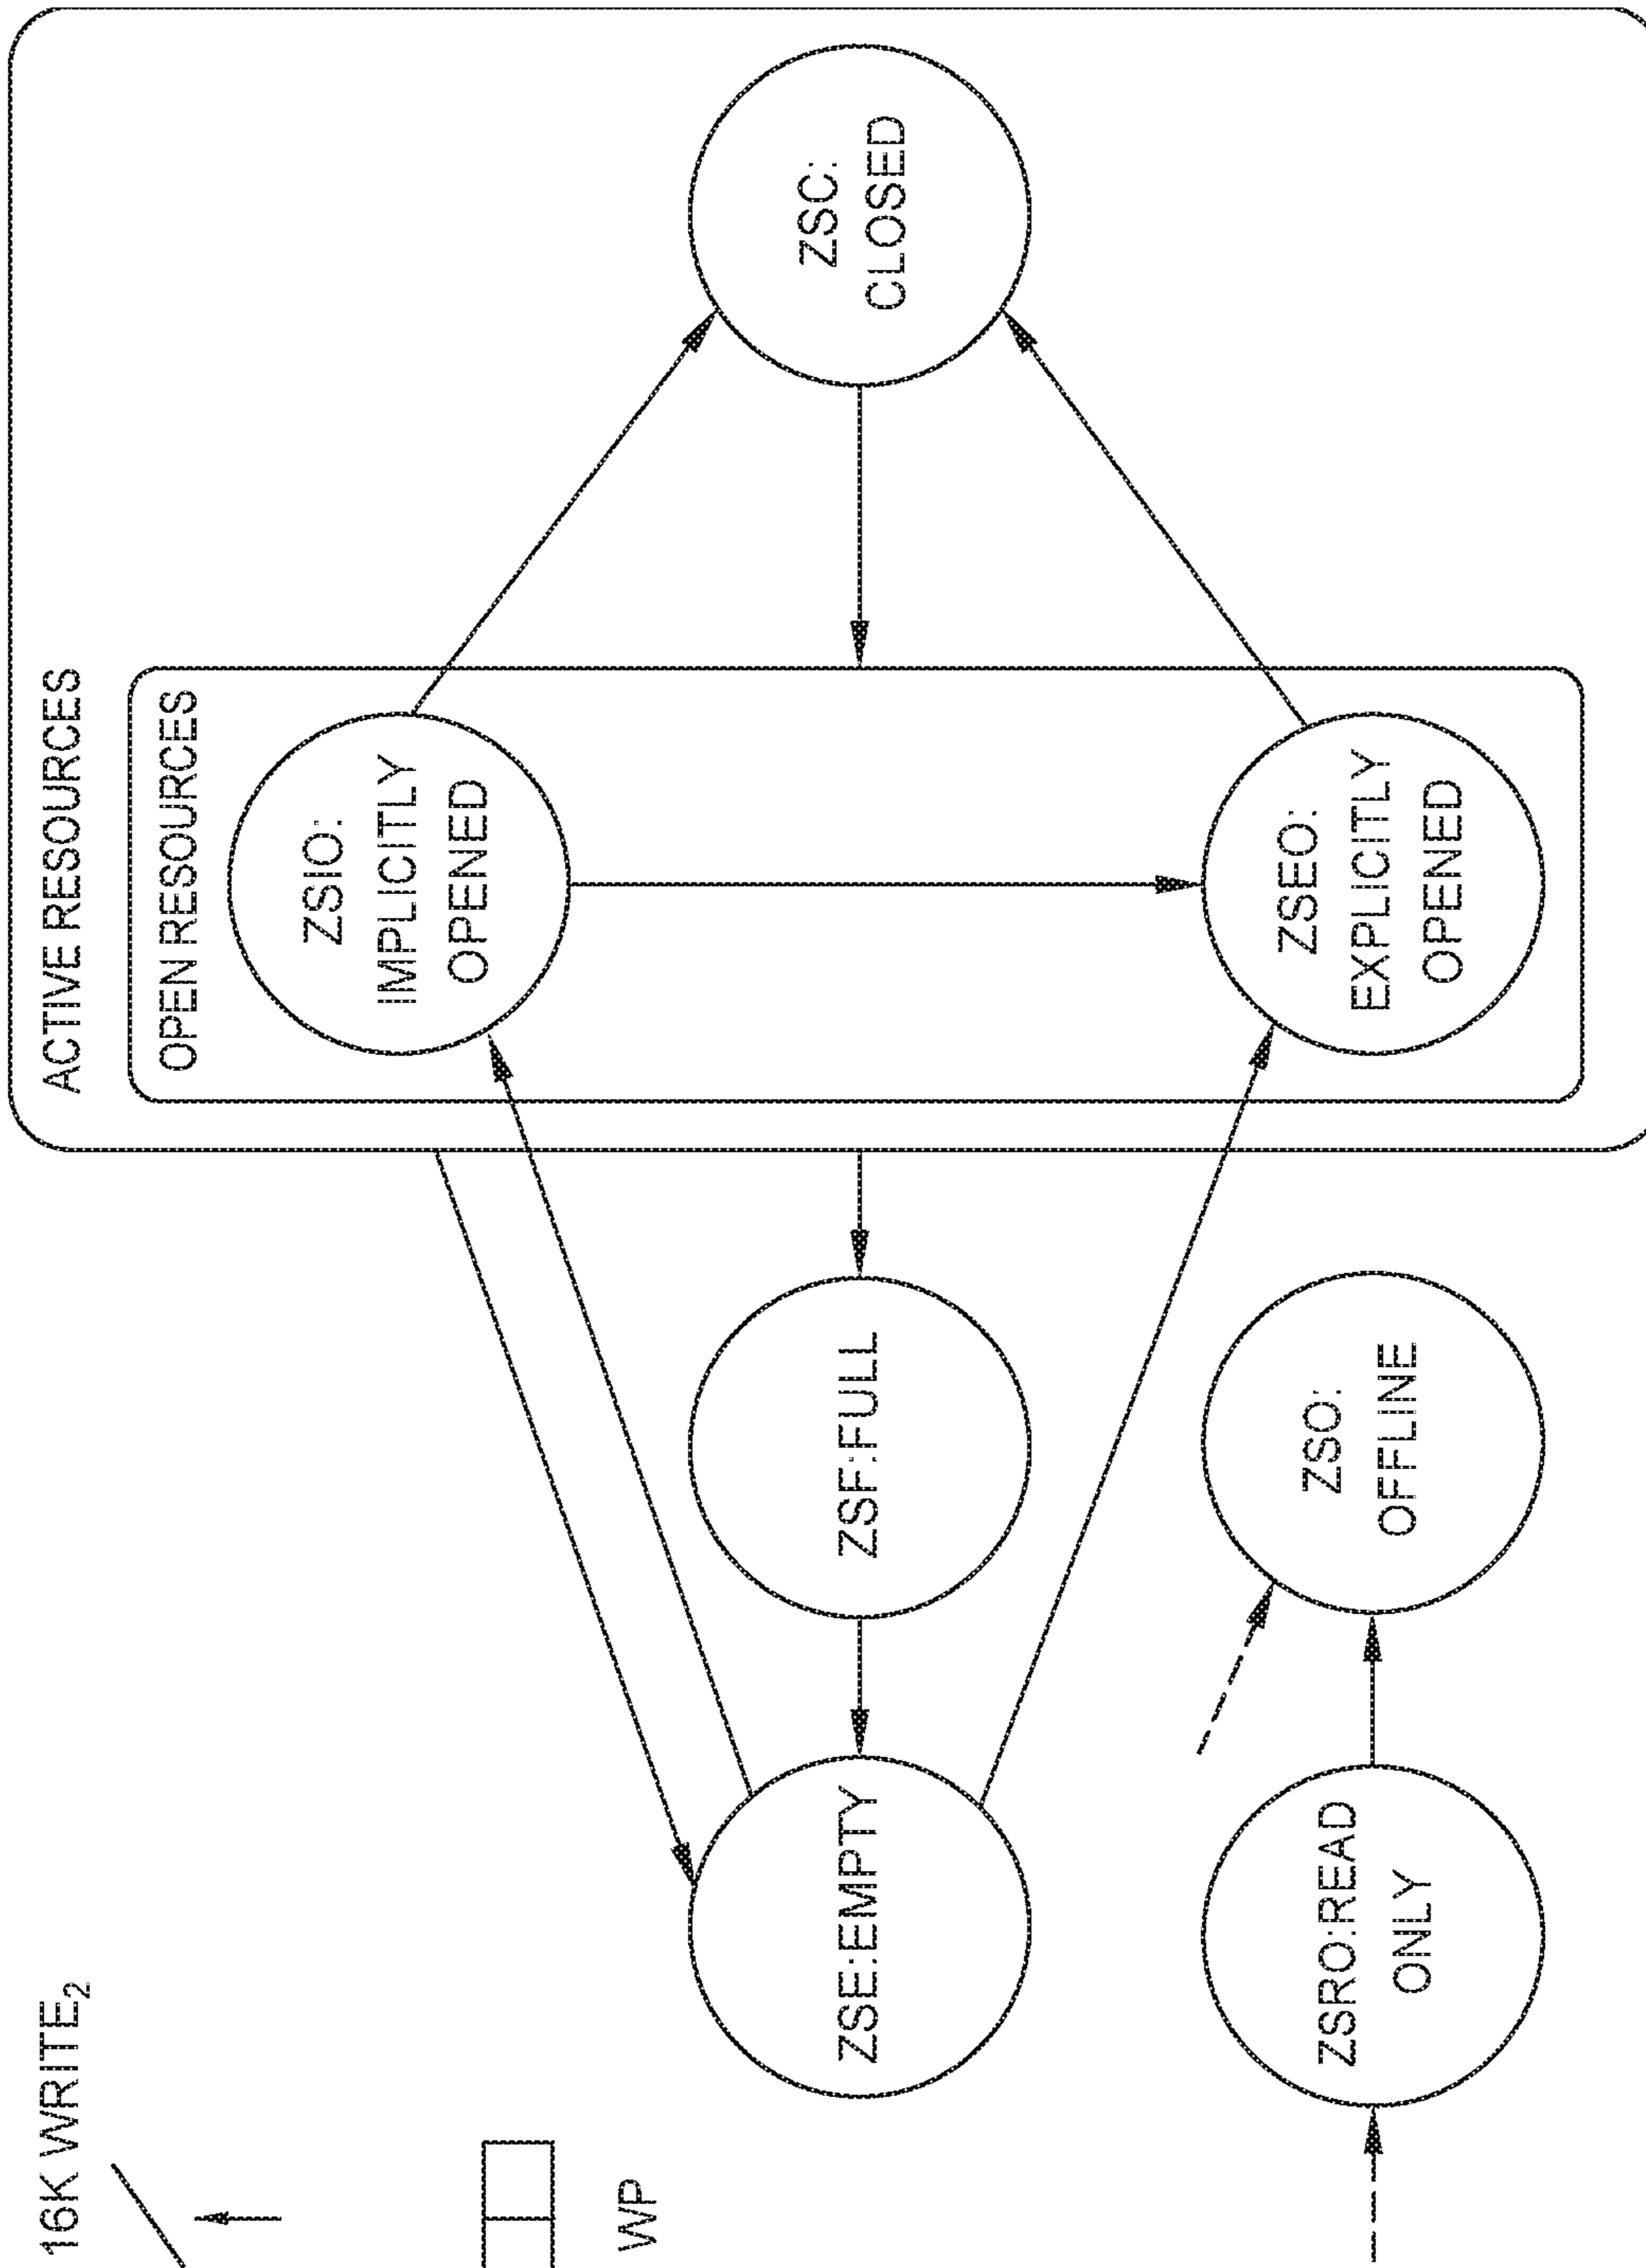 16K WRITE₂
WP
ACTIVE RESOURCES
OPEN RESOURCES
ZSIO:
IMPLICITLY
OPENED
ZSC:
CLOSED
ZSE:EMPTY
ZSF:FULL
ZSEO:
EXPLICITLY
OPENED
ZSRO:READ
ONLY
ZSO:
OFFLINE